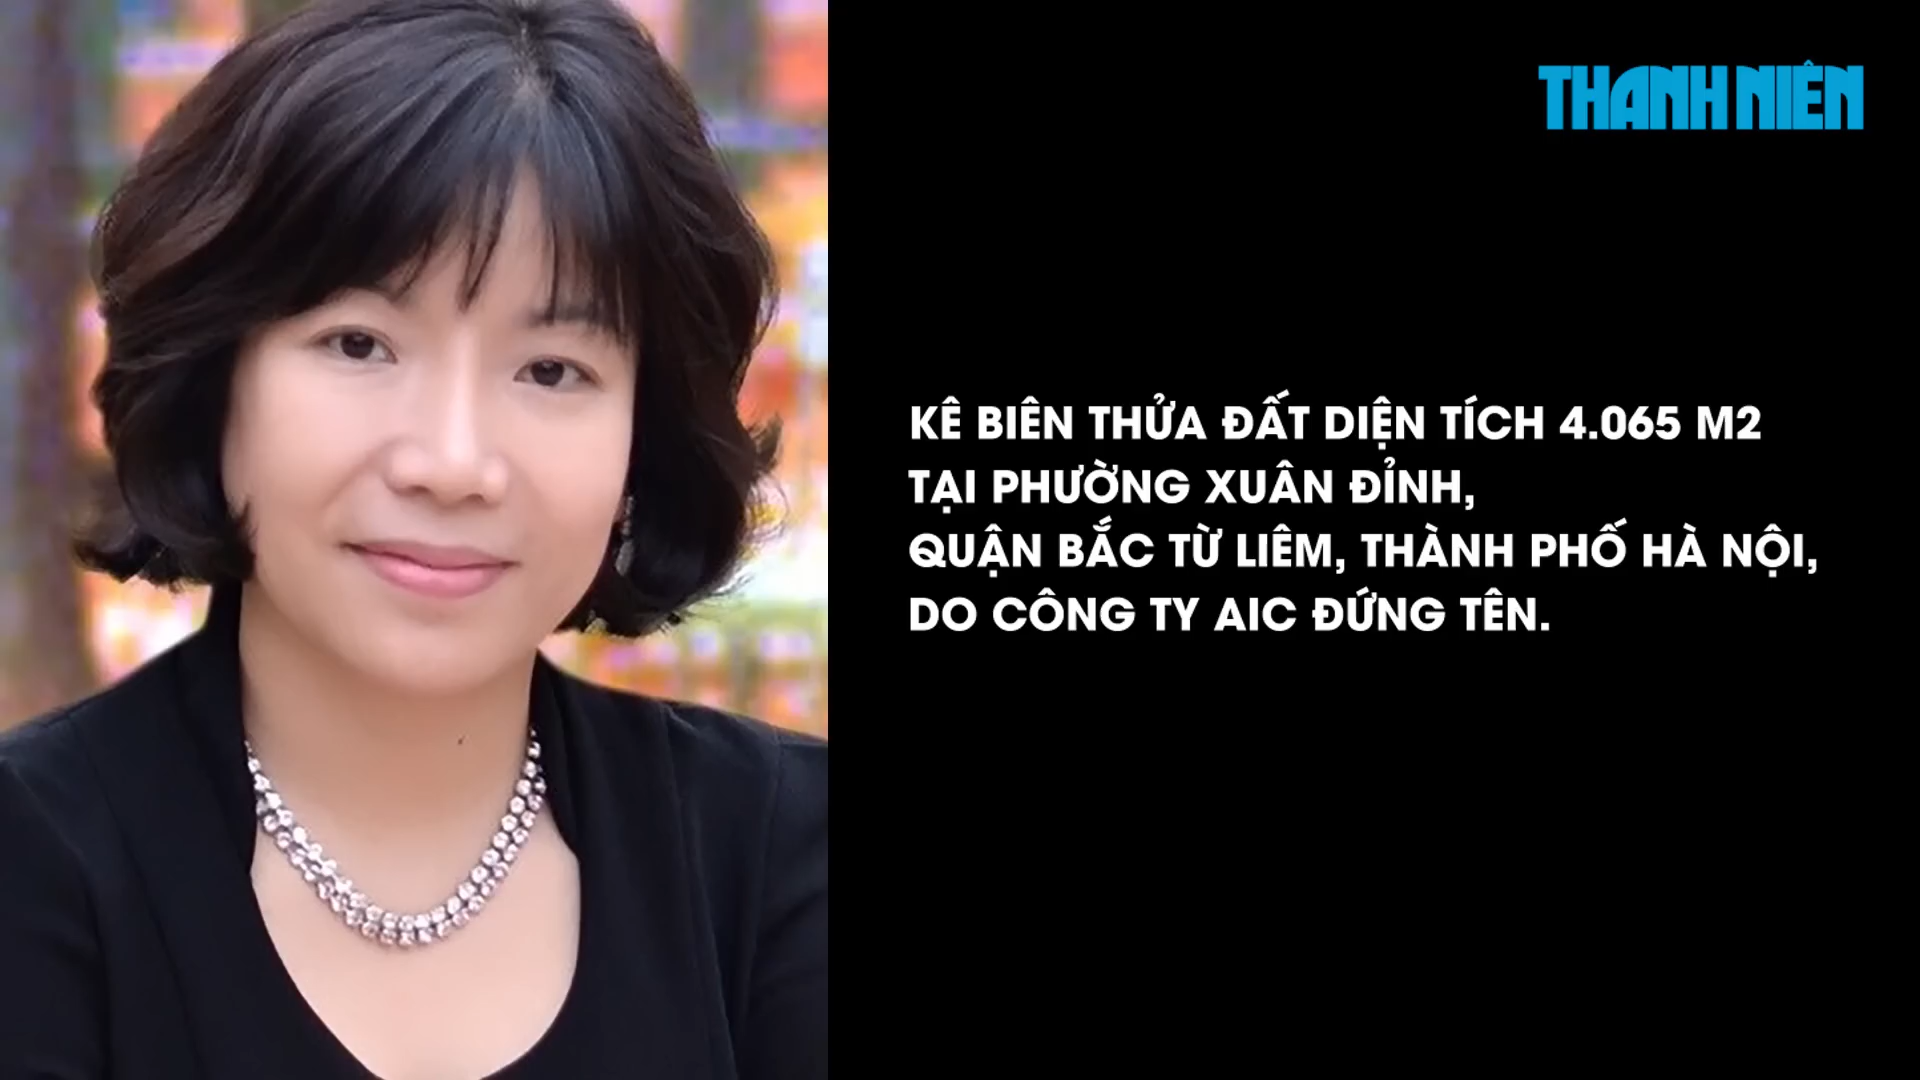 THANH NIÊN
KÊ BIÊN THỬA ĐẤT DIỆN TÍCH 4.065 M2
TẠI PHƯỜNG XUÂN ĐỈNH,
QUẬN BẮC TỪ LIÊM, THÀNH PHỐ HÀ NỘI,
DO CÔNG TY AIC ĐỨNG TÊN.